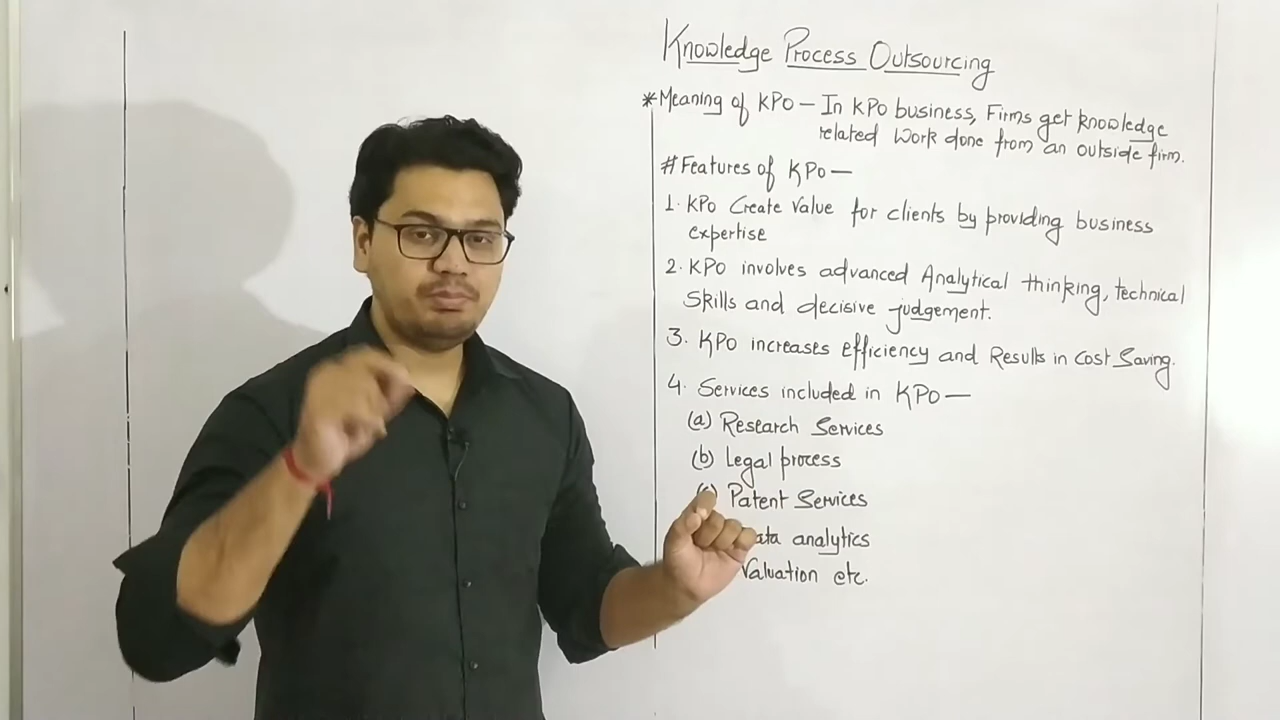 Knowledge Process Outsourcing
* Meaning of KPO — In KPO business, Firms get knowledge
related Work done from an outside firm.
# Features of KPO —
1. KPO Create Value for clients by providing business
expertise
2. KPO involves advanced Analytical thinking, technical
Skills and decisive judgement.
3. KPO increases efficiency and Results in Cost Saving.
4. Services included in KPO —
(a) Research Services
(b) Legal process
Patent Services
analytics
Valuation etc.